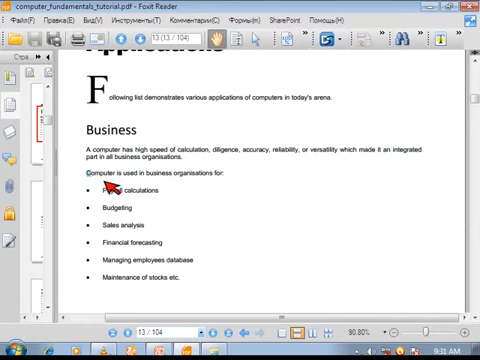 computer_fundamentals_tutorial.pdf - Foxit Reader
Файл(F) Правка(E) Вид(V) Инструменты(T) Комментарии(C) Формы(R) SharePoint Помощь(H)
13 (13 / 104)
Стра...
Applications
Following list demonstrates various applications of computers in today's arena.
Business
A computer has high speed of calculation, diligence, accuracy, reliability, or versatility which made it an integrated
part in all business organisations.
Computer is used in business organisations for:
• calculations
• Budgeting
• Sales analysis
• Financial forecasting
• Managing employees database
• Maintenance of stocks etc.
13 / 104
90.80%
9:31 AM